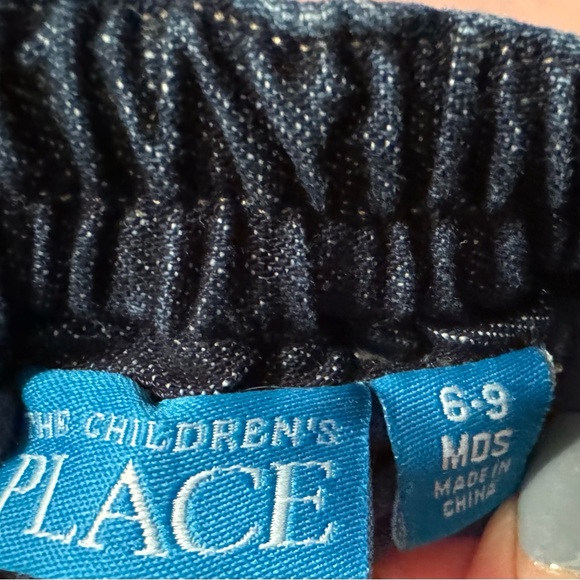 THE CHILDREN'S
PLACE
6-9
MOS
MADE IN
CHINA